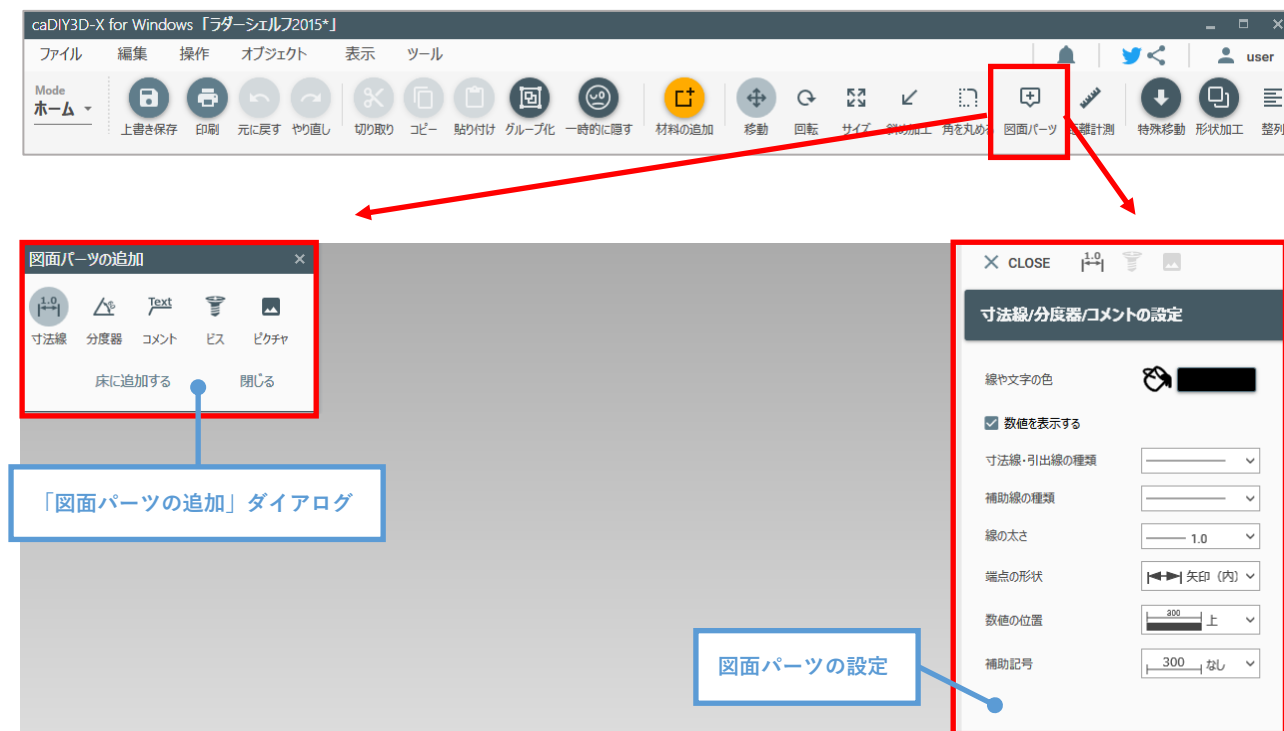 caDIY3D-X for Windows「ラダーシェルフ2015*」
ファイル 編集 操作 オブジェクト 表示 ツール user
Mode
ホーム
上書き保存 印刷 元に戻す やり直し 切り取り コピー 貼り付け グループ化 一時的に隠す 材料の追加 移動 回転 サイズ 斜め加工 角を丸める 図面パーツ 距離計測 特殊移動 形状加工 整列
図面パーツの追加
1.0 Text
寸法線 分度器 コメント ビス ピクチャ
床に追加する 閉じる
「図面パーツの追加」ダイアログ
CLOSE 1.0
寸法線/分度器/コメントの設定
線や文字の色
数値を表示する
寸法線・引出線の種類
補助線の種類
線の太さ 1.0
端点の形状 矢印（内）
数値の位置 300 上
補助記号 300 なし
図面パーツの設定